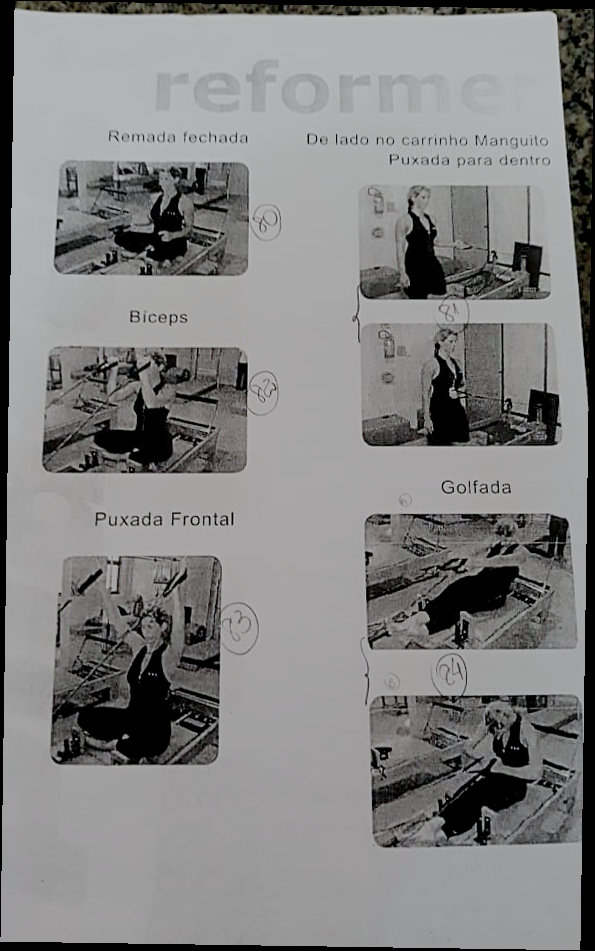 reformer
Remada fechada
80
Bíceps
82
Puxada Frontal
83
De lado no carrinho Manguito
Puxada para dentro
81
Golfada
84